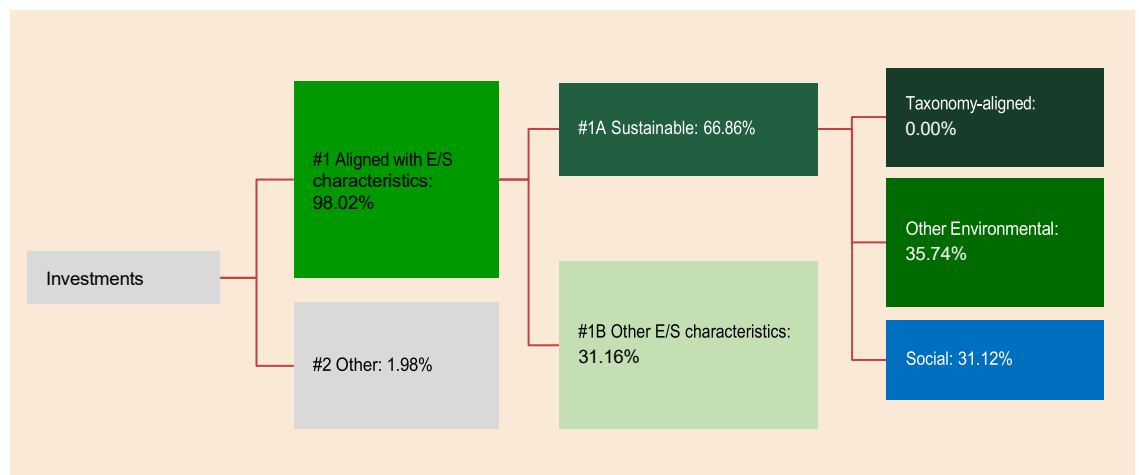 Investments
#1 Aligned with E/S
characteristics:
98.02%
#2 Other: 1.98%
#1A Sustainable: 66.86%
#1B Other E/S characteristics:
31.16%
Taxonomy-aligned:
0.00%
Other Environmental:
35.74%
Social: 31.12%